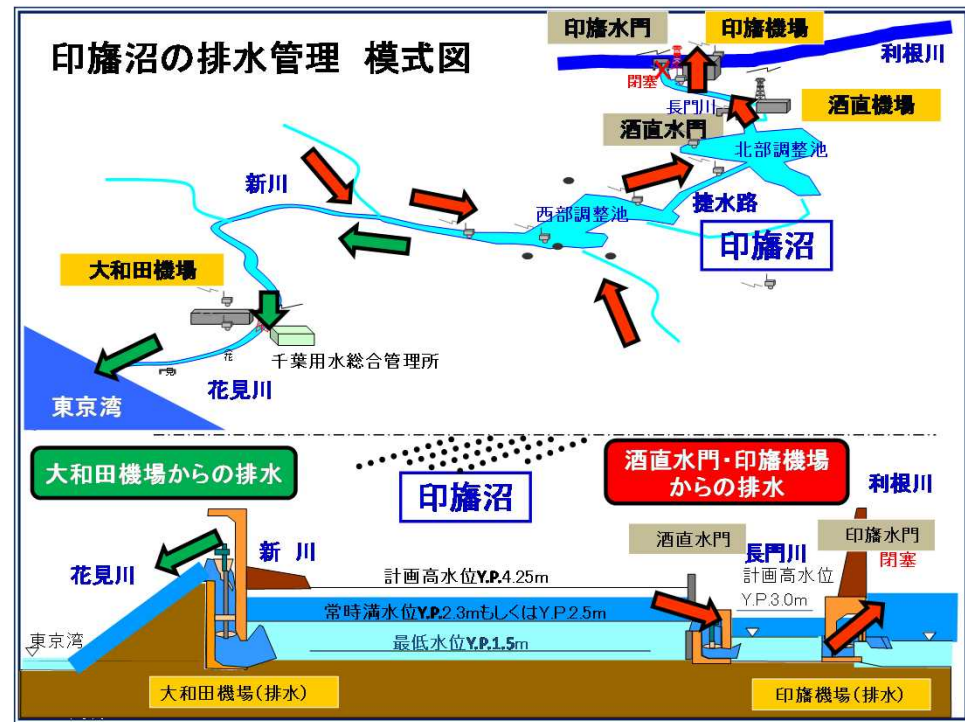 印旛沼の排水管理 模式図
印旛水門
印旛機場
利根川
閉塞
長門川
酒直機場
酒直水門
北部調整池
新川
西部調整池
捷水路
印旛沼
大和田機場
千葉用水総合管理所
花見川
東京湾
大和田機場からの排水
印旛沼
酒直水門・印旛機場
からの排水
利根川
酒直水門
印旛水門
閉塞
新 川
長門川
花見川
計画高水位Y.P.4.25m
計画高水位
Y.P.3.0m
常時満水位Y.P.2.3mもしくはY.P.2.5m
東京湾
最低水位Y.P.1.5m
大和田機場(排水)
印旛機場(排水)